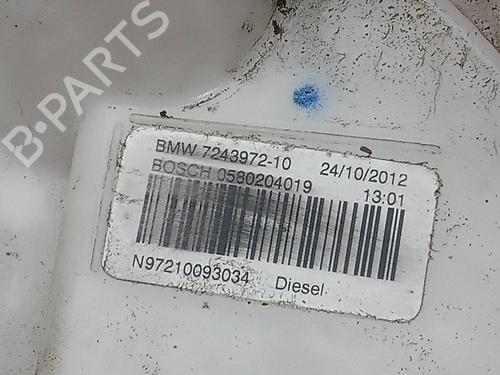 B-PARTS
BMW 7243972-10 24/10/2012
BOSCH 0580204019 13:01
N97210093034 Diesel